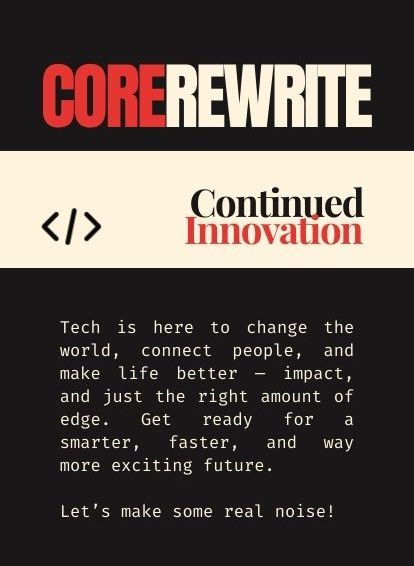 COREREWRITE
</>
Continued
Innovation
Tech is here to change the
world, connect people, and
make life better — impact,
and just the right amount of
edge. Get ready for a
smarter, faster, and way
more exciting future.
Let’s make some real noise!